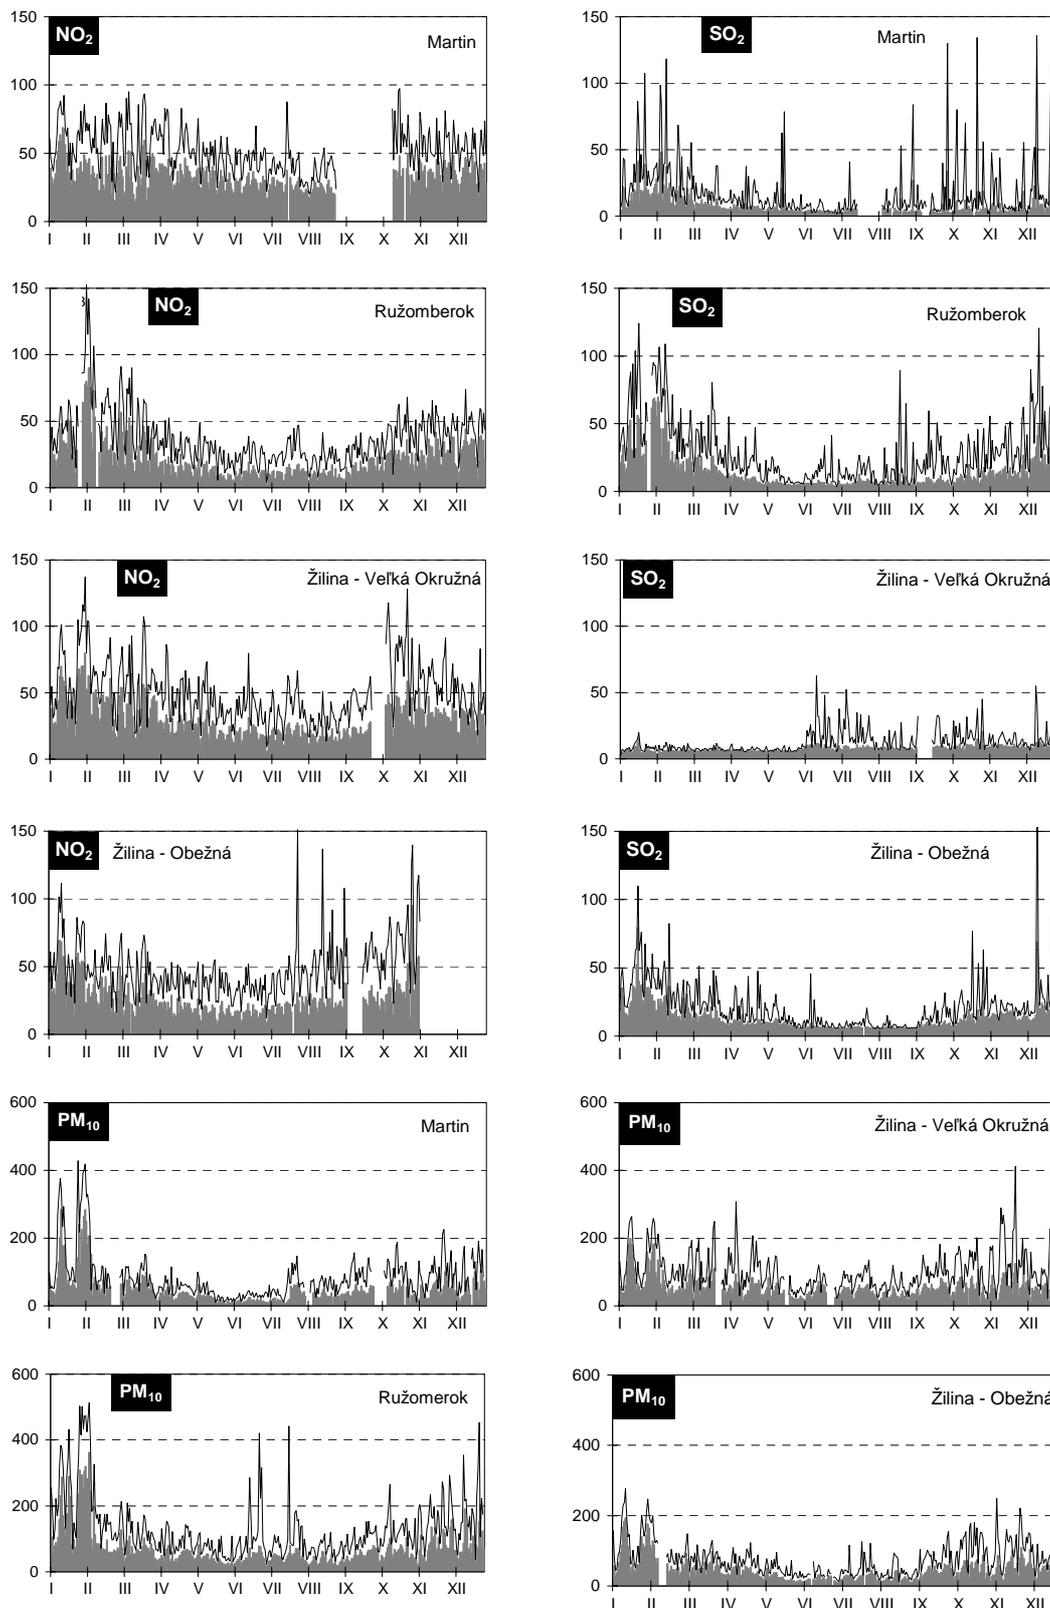 NO₂
Martin
150
100
50
0
I II III IV V VI VII VIII IX X XI XII
SO₂
Martin
150
100
50
0
I II III IV V VI VII VIII IX X XI XII
NO₂
Ružomberok
150
100
50
0
I II III IV V VI VII VIII IX X XI XII
SO₂
Ružomberok
150
100
50
0
I II III IV V VI VII VIII IX X XI XII
NO₂
Žilina - Veľká Okružná
150
100
50
0
I II III IV V VI VII VIII IX X XI XII
SO₂
Žilina - Veľká Okružná
150
100
50
0
I II III IV V VI VII VIII IX X XI XII
NO₂
Žilina - Obežná
150
100
50
0
I II III IV V VI VII VIII IX X XI XII
SO₂
Žilina - Obežná
150
100
50
0
I II III IV V VI VII VIII IX X XI XII
PM₁₀
Martin
600
400
200
0
I II III IV V VI VII VIII IX X XI XII
PM₁₀
Žilina - Veľká Okružná
600
400
200
0
I II III IV V VI VII VIII IX X XI XII
PM₁₀
Ružomerok
600
400
200
0
I II III IV V VI VII VIII IX X XI XII
PM₁₀
Žilina - Obežná
600
400
200
0
I II III IV V VI VII VIII IX X XI XII